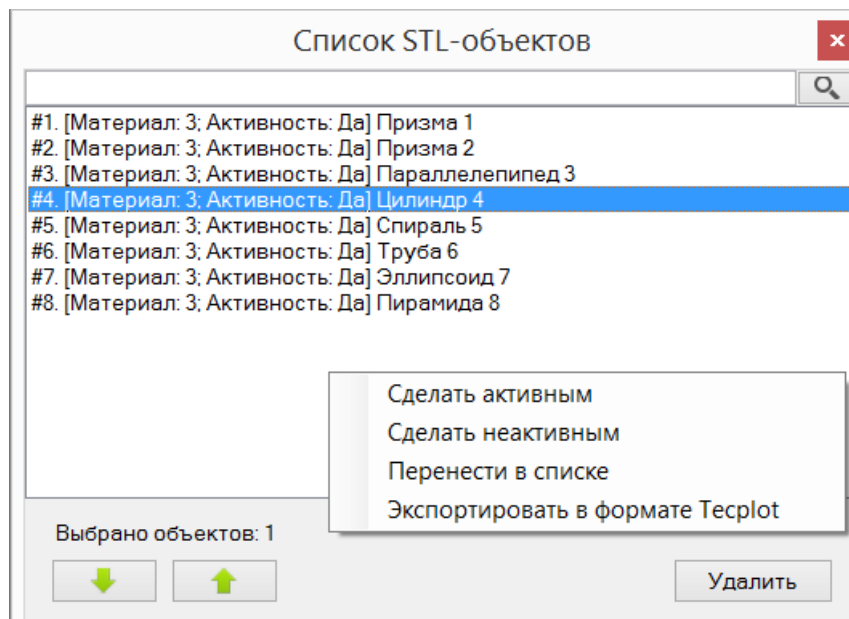 Список STL-объектов
#1. [Материал: 3; Активность: Да] Призма 1
#2. [Материал: 3; Активность: Да] Призма 2
#3. [Материал: 3; Активность: Да] Параллелепипед 3
#4. [Материал: 3; Активность: Да] Цилиндр 4
#5. [Материал: 3; Активность: Да] Спираль 5
#6. [Материал: 3; Активность: Да] Труба 6
#7. [Материал: 3; Активность: Да] Эллипсоид 7
#8. [Материал: 3; Активность: Да] Пирамида 8
Сделать активным
Сделать неактивным
Перенести в списке
Экспортировать в формате Tecplot
Выбрано объектов: 1
Удалить